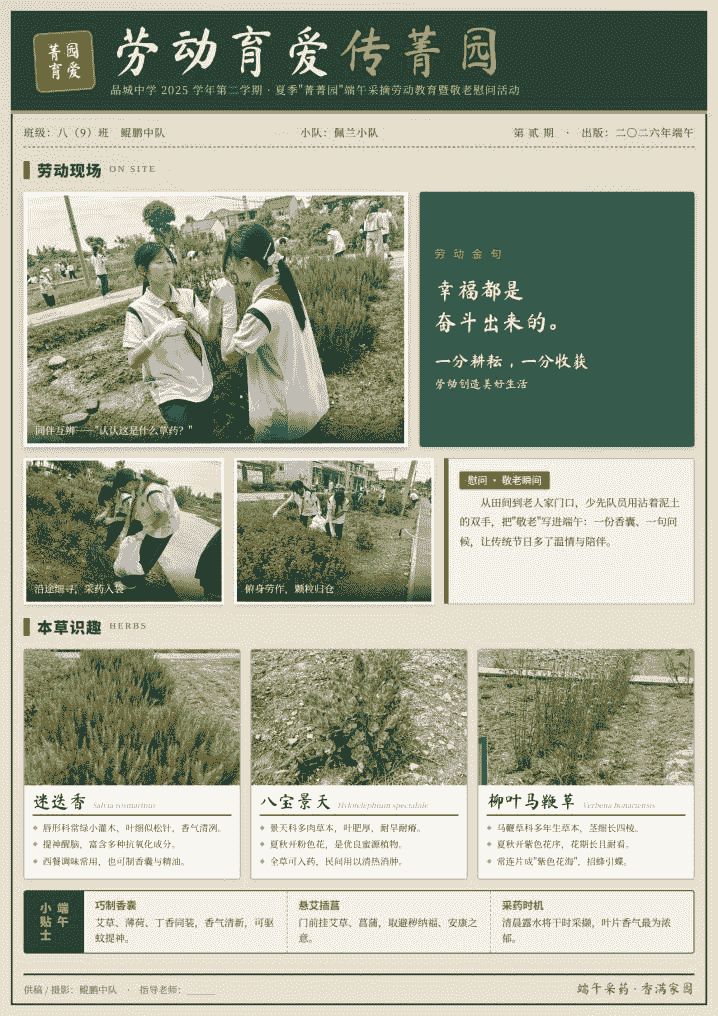 菁园
育爱
劳动育爱传菁园
品城中学 2025 学年第二学期 · 夏季"菁菁园"端午采摘劳动教育暨敬老慰问活动
班级：八（9）班 鲲鹏中队
小队：佩兰小队
第 贰 期 · 出版：二〇二六年端午
劳动现场 ON SITE
同伴互辨——"认认这是什么草药？"
劳动金句
幸福都是
奋斗出来的。
一分耕耘，一分收获
劳动创造美好生活
沿途细寻，采药入袋
俯身劳作，颗粒归仓
慰问 · 敬老瞬间
从田间到老人家门口，少先队员用沾着泥土
的双手，把"敬老"写进端午：一份香囊、一句问
候，让传统节日多了温情与陪伴。
本草识趣 HERBS
迷迭香 Salvia rosmarinus
唇形科常绿小灌木，叶细似松针，香气清冽。
提神醒脑，富含多种抗氧化成分。
西餐调味常用，也可制香囊与精油。
八宝景天 Hylotelephium spectabile
景天科多肉草本，叶肥厚，耐旱耐瘠。
夏秋开粉色花，是优良蜜源植物。
全草可入药，民间用以清热消肿。
柳叶马鞭草 Verbena bonariensis
马鞭草科多年生草本，茎细长四棱。
夏秋开紫色花序，花期长且耐看。
常连片成"紫色花海"，招蜂引蝶。
端午
小贴士
巧制香囊
艾草、薄荷、丁香同装，香气清新，可驱
蚊提神。
悬艾插菖
门前挂艾草、菖蒲，取避秽纳福、安康之
意。
采药时机
清晨露水将干时采撷，叶片香气最为浓
郁。
供稿 / 摄影：鲲鹏中队 · 指导老师：______
端午采药 · 香满家园